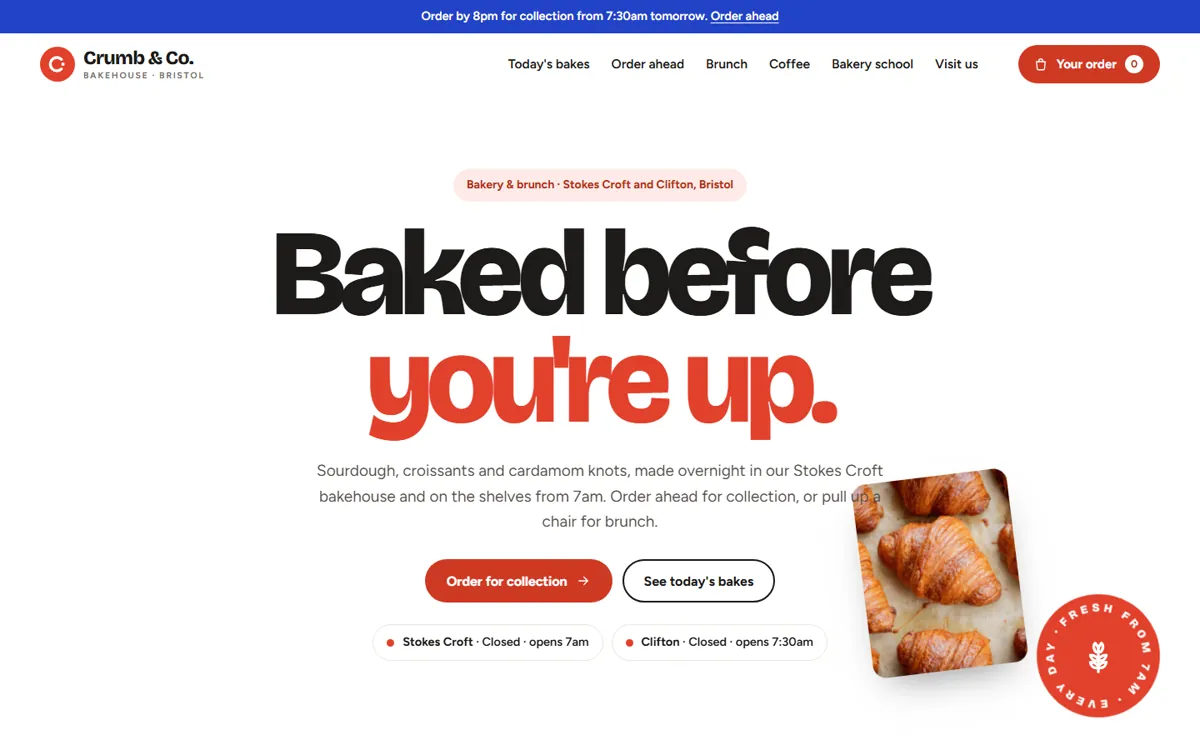 Order by 8pm for collection from 7:30am tomorrow. Order ahead
Crumb & Co.
BAKEHOUSE · BRISTOL
Today's bakes
Order ahead
Brunch
Coffee
Bakery school
Visit us
Your order 0
Bakery & brunch · Stokes Croft and Clifton, Bristol
Baked before
you're up.
Sourdough, croissants and cardamom knots, made overnight in our Stokes Croft
bakehouse and on the shelves from 7am. Order ahead for collection, or pull up a
chair for brunch.
Order for collection →
See today's bakes
Stokes Croft · Closed · opens 7am
Clifton · Closed · opens 7:30am
FRESH FROM 7AM · EVERY DAY ·